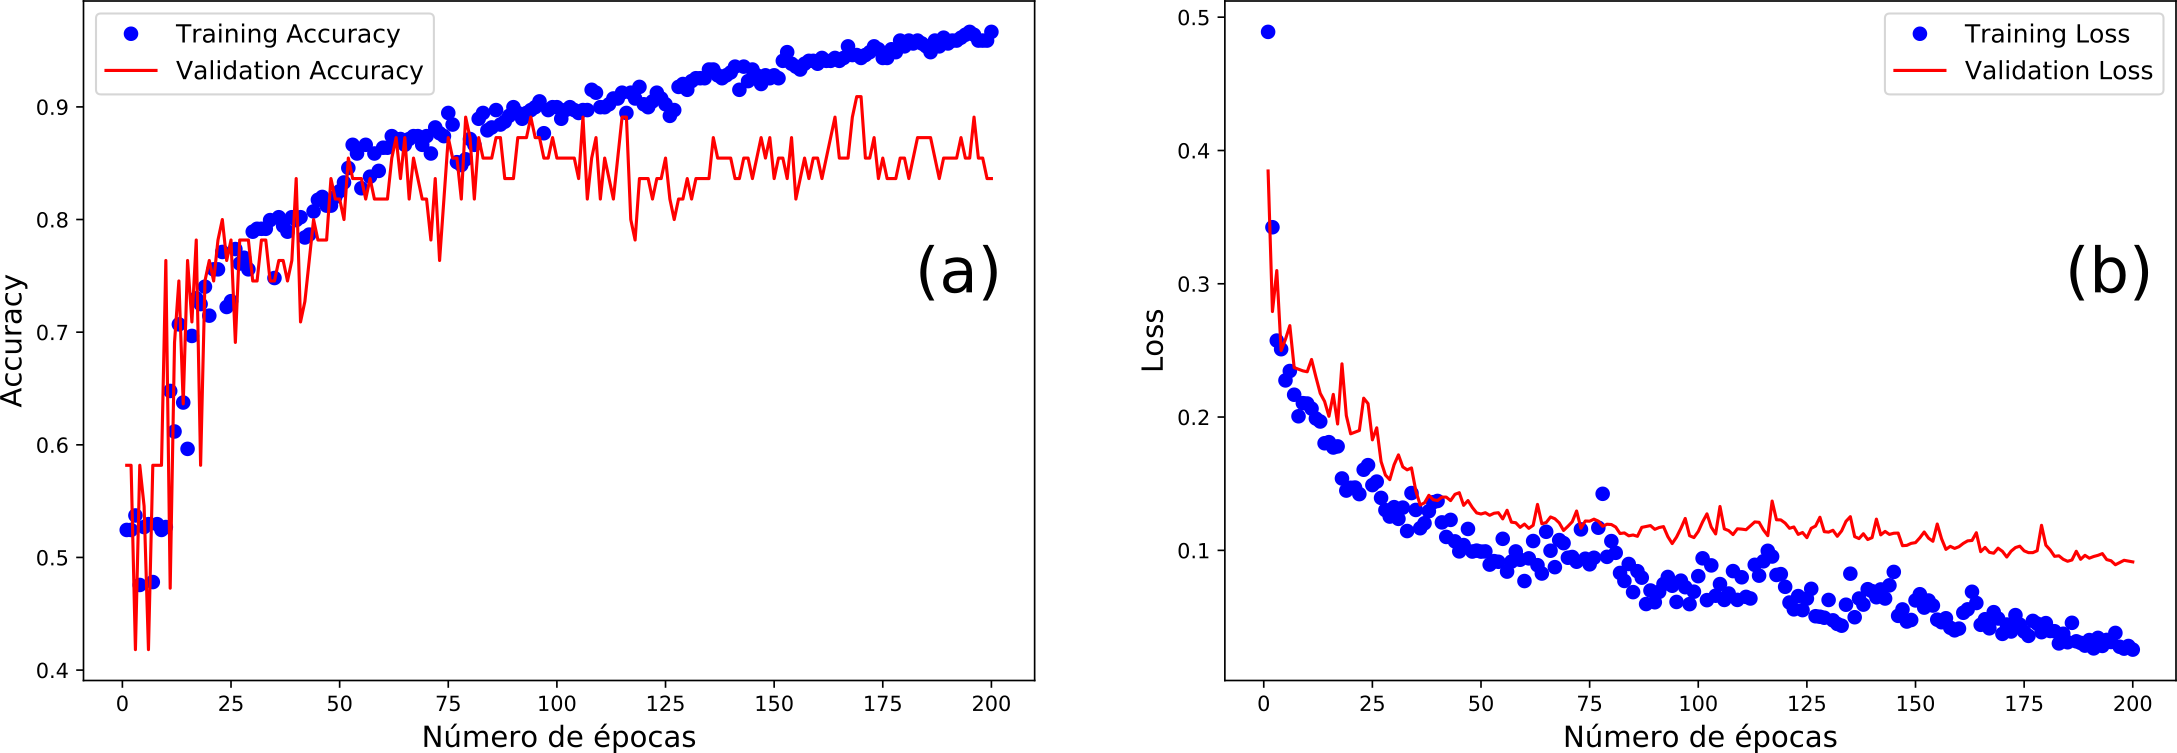 Training Accuracy
Validation Accuracy
(a)
Accuracy
0.9
0.8
0.7
0.6
0.5
0.4
0 25 50 75 100 125 150 175 200
Número de épocas
Training Loss
Validation Loss
(b)
Loss
0.5
0.4
0.3
0.2
0.1
0 25 50 75 100 125 150 175 200
Número de épocas